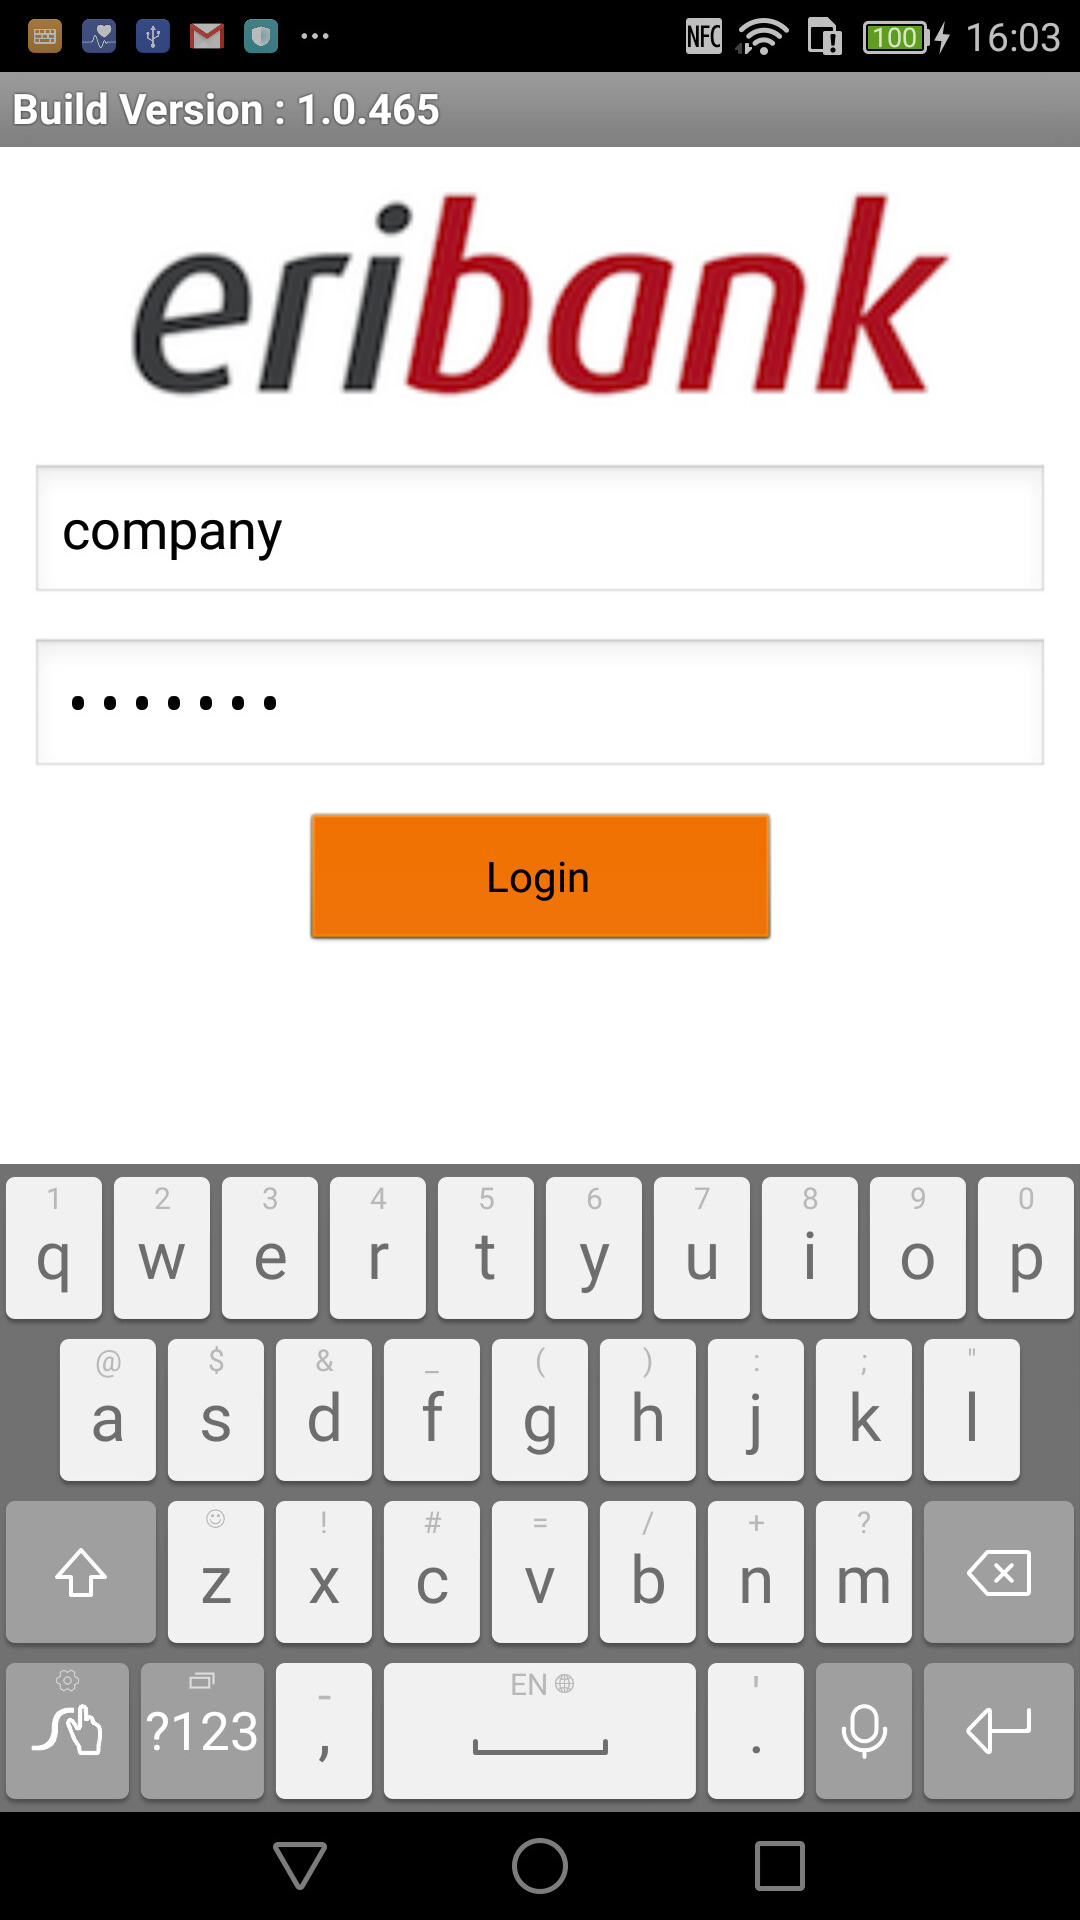 NFC 100 16:03
Build Version : 1.0.465
eribank
company
•••••••
Login
1 2 3 4 5 6 7 8 9 0
q w e r t y u i o p
@ $ & _ ( ) : ; "
a s d f g h j k l
! # = / + ?
z x c v b n m
- EN '
?123 , .